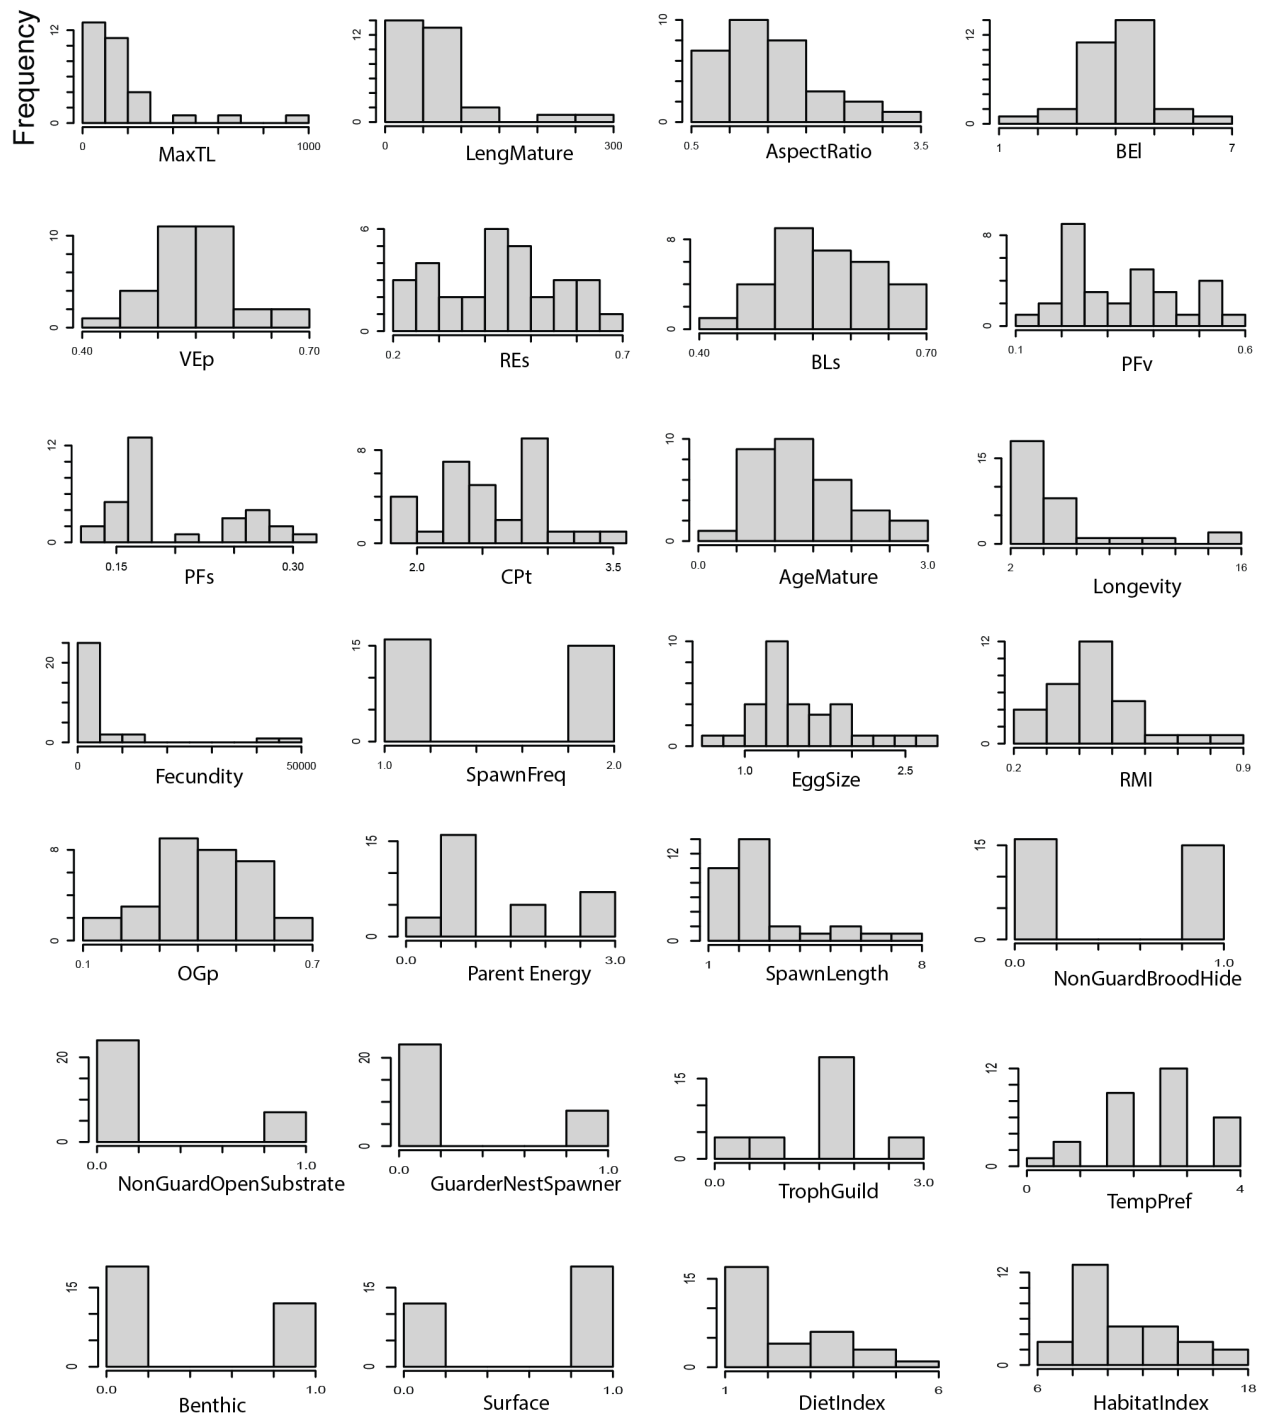 Frequency
12
0
0 1000
MaxTL
12
0
0 300
LengMature
10
0
0.5 3.5
AspectRatio
12
0
1 7
BEl
10
0
0.40 0.70
VEp
6
0
0.2 0.7
REs
8
0
0.40 0.70
BLs
8
0
0.1 0.6
PFv
12
0
0.15 0.30
PFs
8
0
2.0 3.5
CPt
10
0
0.0 3.0
AgeMature
15
0
2 16
Longevity
20
0
0 50000
Fecundity
15
0
1.0 2.0
SpawnFreq
10
0
1.0 2.5
EggSize
12
0
0.2 0.9
RMI
8
0
0.1 0.7
OGp
15
0
0.0 3.0
Parent Energy
12
0
1 8
SpawnLength
15
0
0.0 1.0
NonGuardBroodHide
20
0
0.0 1.0
NonGuardOpenSubstrate
20
0
0.0 1.0
GuarderNestSpawner
15
0
0.0 3.0
TrophGuild
12
0
0 4
TempPref
15
0
0.0 1.0
Benthic
15
0
0.0 1.0
Surface
15
0
1 6
DietIndex
12
0
6 18
HabitatIndex